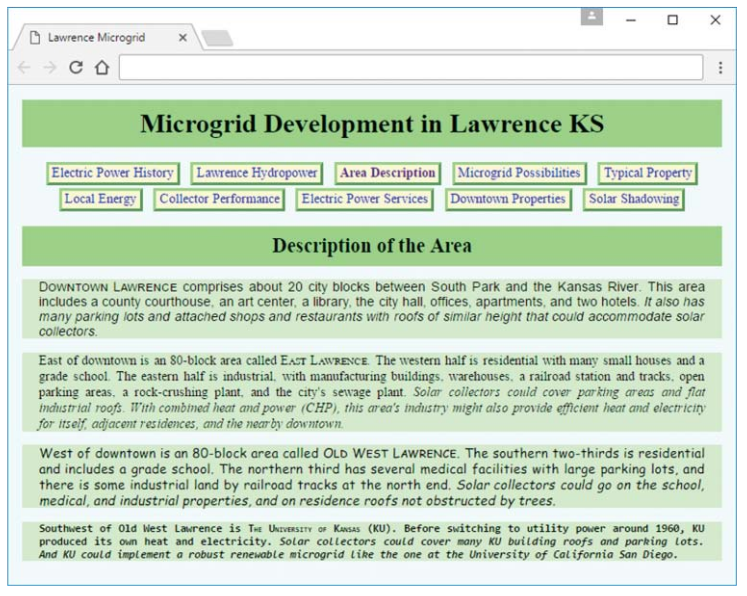 Lawrence Microgrid
Microgrid Development in Lawrence KS
Electric Power History Lawrence Hydropower Area Description Microgrid Possibilities Typical Property
Local Energy Collector Performance Electric Power Services Downtown Properties Solar Shadowing
Description of the Area
DOWNTOWN LAWRENCE comprises about 20 city blocks between South Park and the Kansas River. This area
includes a county courthouse, an art center, a library, the city hall, offices, apartments, and two hotels. It also has
many parking lots and attached shops and restaurants with roofs of similar height that could accommodate solar
collectors.
East of downtown is an 80-block area called EAST LAWRENCE. The western half is residential with many small houses and a
grade school. The eastern half is industrial, with manufacturing buildings, warehouses, a railroad station and tracks, open
parking areas, a rock-crushing plant, and the city's sewage plant. Solar collectors could cover parking areas and flat
industrial roofs. With combined heat and power (CHP), this area's industry might also provide efficient heat and electricity
for itself, adjacent residences, and the nearby downtown.
West of downtown is an 80-block area called OLD WEST LAWRENCE. The southern two-thirds is residential
and includes a grade school. The northern third has several medical facilities with large parking lots, and
there is some industrial land by railroad tracks at the north end. Solar collectors could go on the school,
medical, and industrial properties, and on residence roofs not obstructed by trees.
Southwest of Old West Lawrence is THE UNIVERSITY OF KANSAS (KU). Before switching to utility power around 1960, KU
produced its own heat and electricity. Solar collectors could cover many KU building roofs and parking lots.
And KU could implement a robust renewable microgrid like the one at the University of California San Diego.